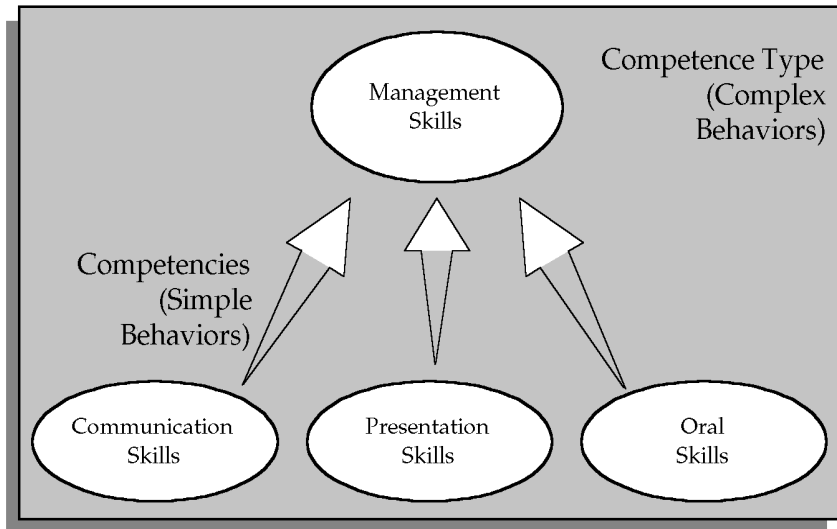 Management
Skills
Competence Type
(Complex
Behaviors)
Competencies
(Simple
Behaviors)
Communication
Skills
Presentation
Skills
Oral
Skills